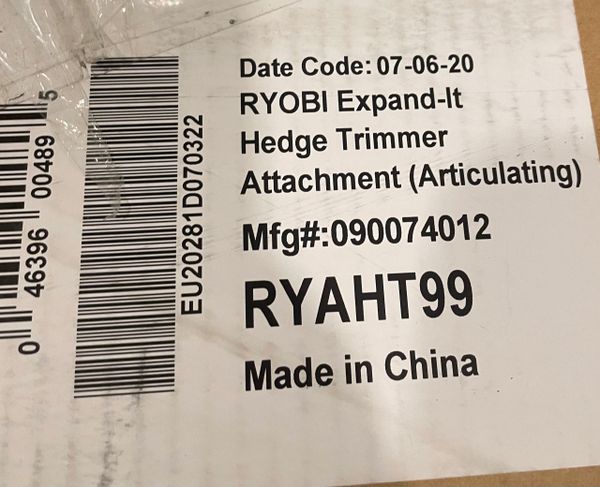 Date Code: 07-06-20
RYOBI Expand-It
Hedge Trimmer
Attachment (Articulating)
Mfg#:090074012
RYAHT99
Made in China
EU20281D070322
0 46396 00489 5